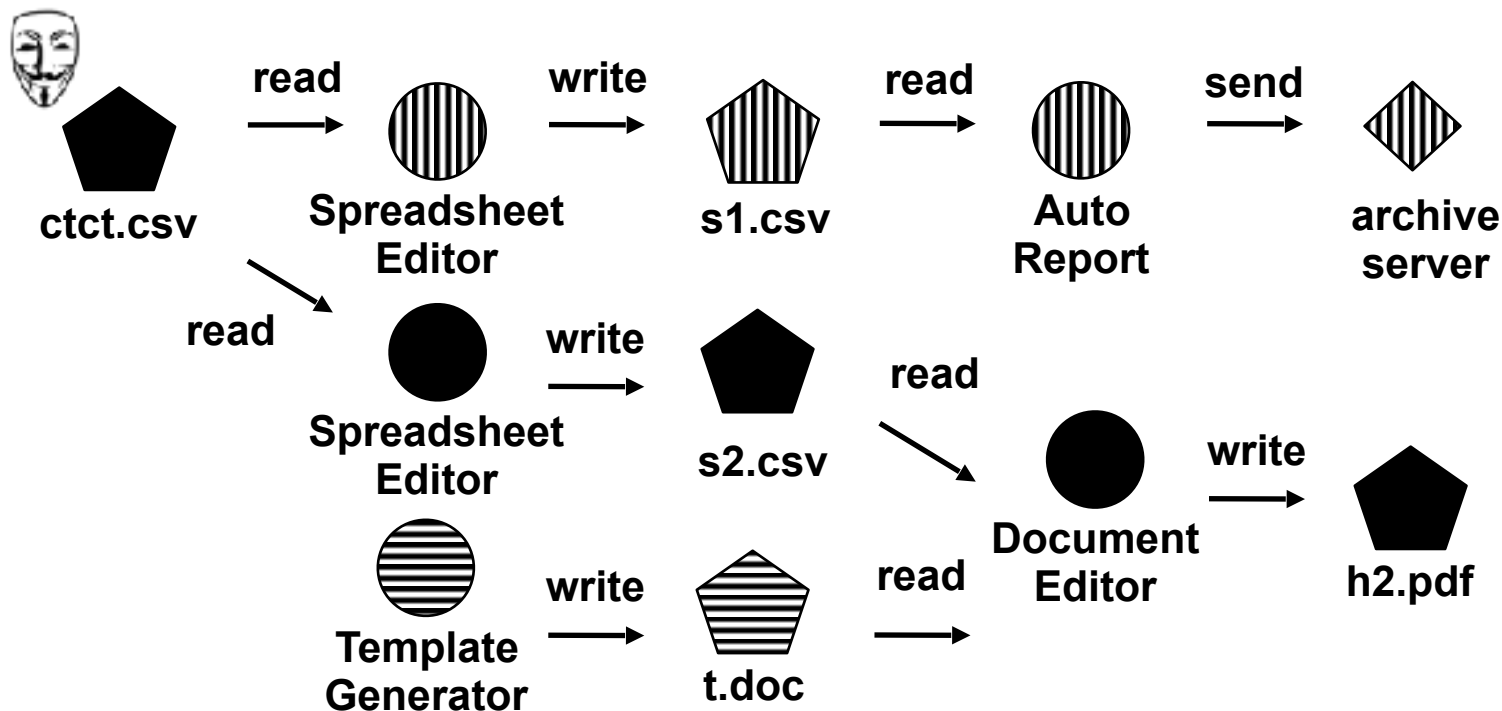 read
write
read
send
ctct.csv
Spreadsheet
Editor
s1.csv
Auto
Report
archive
server
read
write
read
Spreadsheet
Editor
s2.csv
write
Document
Editor
h2.pdf
write
read
Template
Generator
t.doc